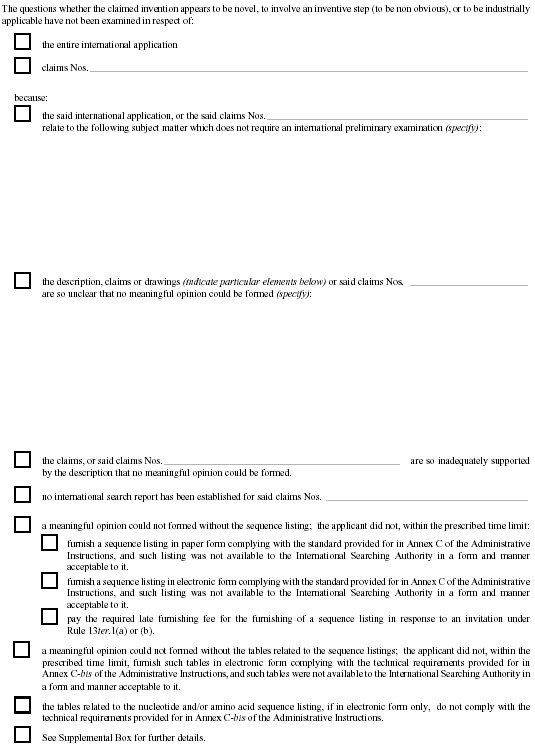 The questions whether the claimed invention appears to be novel, to involve an inventive step (to be non obvious), or to be industrially
applicable have not been examined in respect of:
the entire international application
claims Nos.
because:
the said international application, or the said claims Nos.
relate to the following subject matter which does not require an international preliminary examination (specify):
the description, claims or drawings (indicate particular elements below) or said claims Nos.
are so unclear that no meaningful opinion could be formed (specify):
the claims, or said claims Nos. are so inadequately supported
by the description that no meaningful opinion could be formed.
no international search report has been established for said claims Nos.
a meaningful opinion could not formed without the sequence listing; the applicant did not, within the prescribed time limit:
furnish a sequence listing in paper form complying with the standard provided for in Annex C of the Administrative
Instructions, and such listing was not available to the International Searching Authority in a form and manner
acceptable to it.
furnish a sequence listing in electronic form complying with the standard provided for in Annex C of the Administrative
Instructions, and such listing was not available to the International Searching Authority in a form and manner
acceptable to it.
pay the required late furnishing fee for the furnishing of a sequence listing in response to an invitation under
Rule 13ter.1(a) or (b).
a meaningful opinion could not formed without the tables related to the sequence listings; the applicant did not, within the
prescribed time limit, furnish such tables in electronic form complying with the technical requirements provided for in
Annex C-bis of the Administrative Instructions, and such tables were not available to the International Searching Authority in
a form and manner acceptable to it.
the tables related to the nucleotide and/or amino acid sequence listing, if in electronic form only, do not comply with the
technical requirements provided for in Annex C-bis of the Administrative Instructions.
See Supplemental Box for further details.